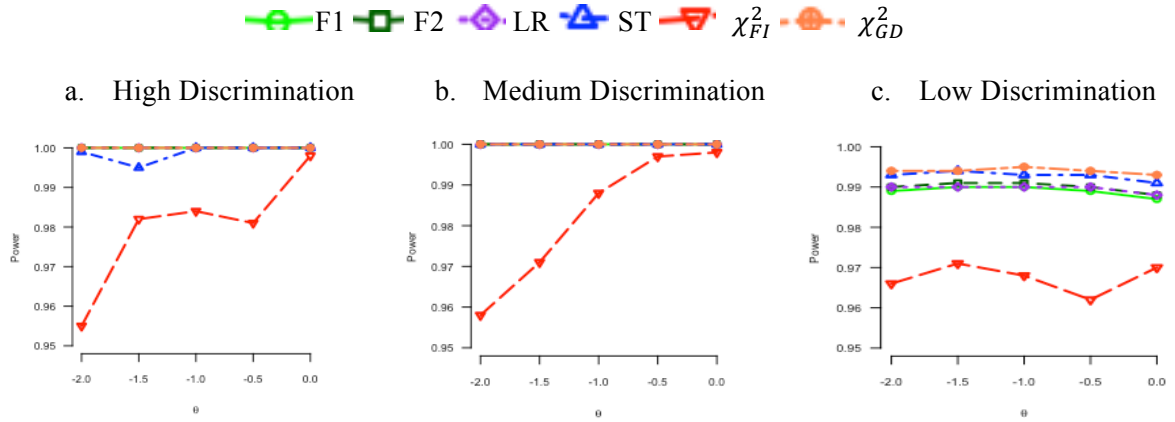 F1 F2 LR ST χ²_FI χ²_GD
a. High Discrimination b. Medium Discrimination c. Low Discrimination
1.00 1.00 1.00
0.99 0.99 0.99
0.98 0.98 0.98
Power Power Power
0.97 0.97 0.97
0.96 0.96 0.96
0.95 0.95 0.95
-2.0 -1.5 -1.0 -0.5 0.0 -2.0 -1.5 -1.0 -0.5 0.0 -2.0 -1.5 -1.0 -0.5 0.0
θ θ θ